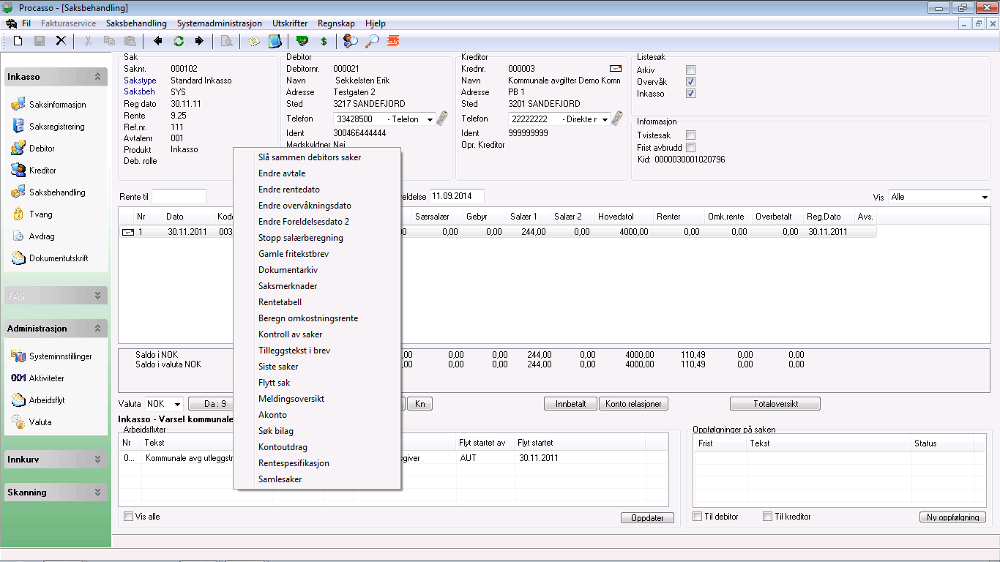 Procasso - [Saksbehandling]
Fil Fakturaservice Saksbehandling Systemadministrasjon Utskrifter Regnskap Hjelp
Inkasso
Saksinformasjon
Saksregistrering
Debitor
Kreditor
Saksbehandling
Tvang
Avdrag
Dokumentutskrift
FAS
Administrasjon
Systeminnstillinger
001 Aktiviteter
Arbeidsflyt
Valuta
Innkurv
Skanning
Sak
Saknr. 000102
Sakstype Standard Inkasso
Saksbeh SYS
Reg dato 30.11.11
Rente 9.25
Ref.nr. 111
Avtalenr 001
Produkt Inkasso
Deb. rolle
Debitor
Debitornr. 000021
Navn Sekkelsten Erik
Adresse Testgaten 2
Sted 3217 SANDEFJORD
Telefon 33428500 - Telefon
Ident 300466444444
Medskyldner Nei
Kreditor
Krednr. 000003
Navn Kommunale avgifter Demo Komn
Adresse PB 1
Sted 3201 SANDEFJORD
Telefon 22222222 - Direkte r
Ident 999999999
Opr. Kreditor
Listesøk
Arkiv
Overvåk
Inkasso
Informasjon
Tvistesak
Frist avbrudd
Kid: 0000030001020796
Rente til
eldelse 11.09.2014
Vis Alle
Nr Dato Kode Særsalær Gebyr Salær 1 Salær 2 Hovedstol Renter Omk.rente Overbetalt Reg.Dato Avs.
1 30.11.2011 003 00 0,00 0,00 244,00 0,00 4000,00 0,00 0,00 0,00 30.11.2011
Slå sammen debitors saker
Endre avtale
Endre rentedato
Endre overvåkningsdato
Endre Foreldelsesdato 2
Stopp salærberegning
Gamle fritekstbrev
Dokumentarkiv
Saksmerknader
Rentetabell
Beregn omkostningsrente
Kontroll av saker
Tilleggstekst i brev
Siste saker
Flytt sak
Meldingsoversikt
Akonto
Søk bilag
Kontoutdrag
Rentespesifikasjon
Samlesaker
Saldo i NOK 00 0,00 0,00 244,00 0,00 4000,00 110,49 0,00 0,00
Saldo i valuta NOK 00 0,00 0,00 244,00 0,00 4000,00 110,49 0,00 0,00
Valuta NOK Da : 9 Kn Innbetalt Konto relasjoner Totaloversikt
Inkasso - Varsel kommunale
Arbeidsflyter
Nr Tekst Flyt startet av Flyt startet
0... Kommunale avg utleggstr sgiver AUT 30.11.2011
Vis alle Oppdater
Oppfølgninger på saken
Frist Tekst Status
Til debitor Til kreditor Ny oppfølgning